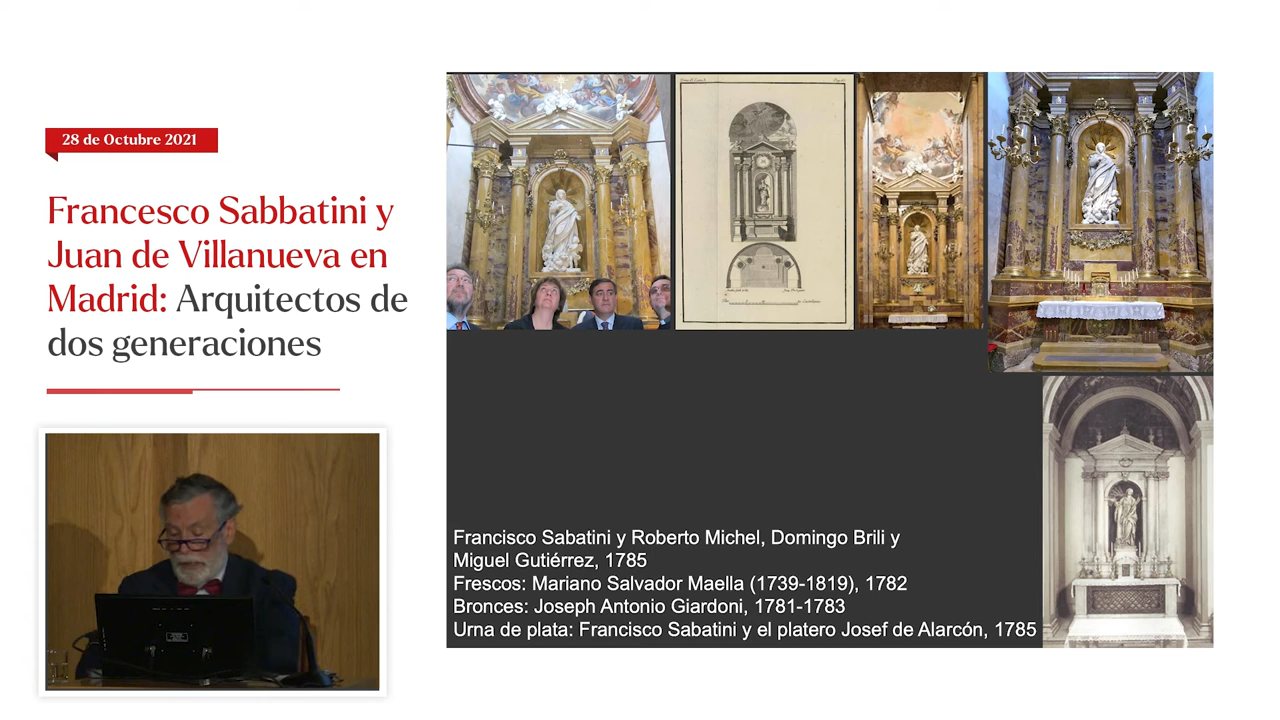 28 de Octubre 2021
Francesco Sabbatini y
Juan de Villanueva en
Madrid: Arquitectos de
dos generaciones
Francisco Sabatini y Roberto Michel, Domingo Brili y
Miguel Gutiérrez, 1785
Frescos: Mariano Salvador Maella (1739-1819), 1782
Bronces: Joseph Antonio Giardoni, 1781-1783
Urna de plata: Francisco Sabatini y el platero Josef de Alarcón, 1785